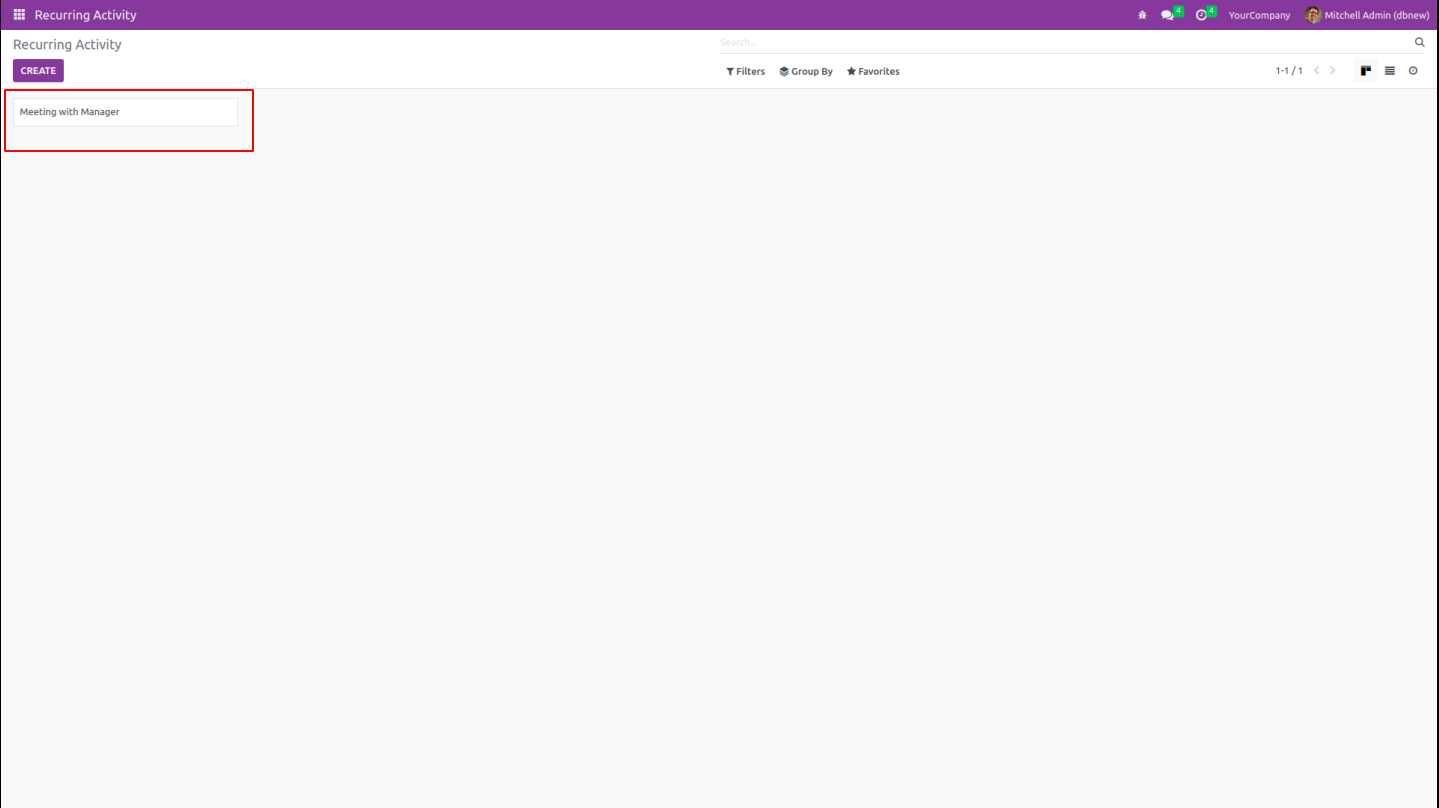 Recurring Activity
4
4
YourCompany
Mitchell Admin (dbnew)
Recurring Activity
Search...
CREATE
Filters
Group By
Favorites
1-1 / 1
Meeting with Manager